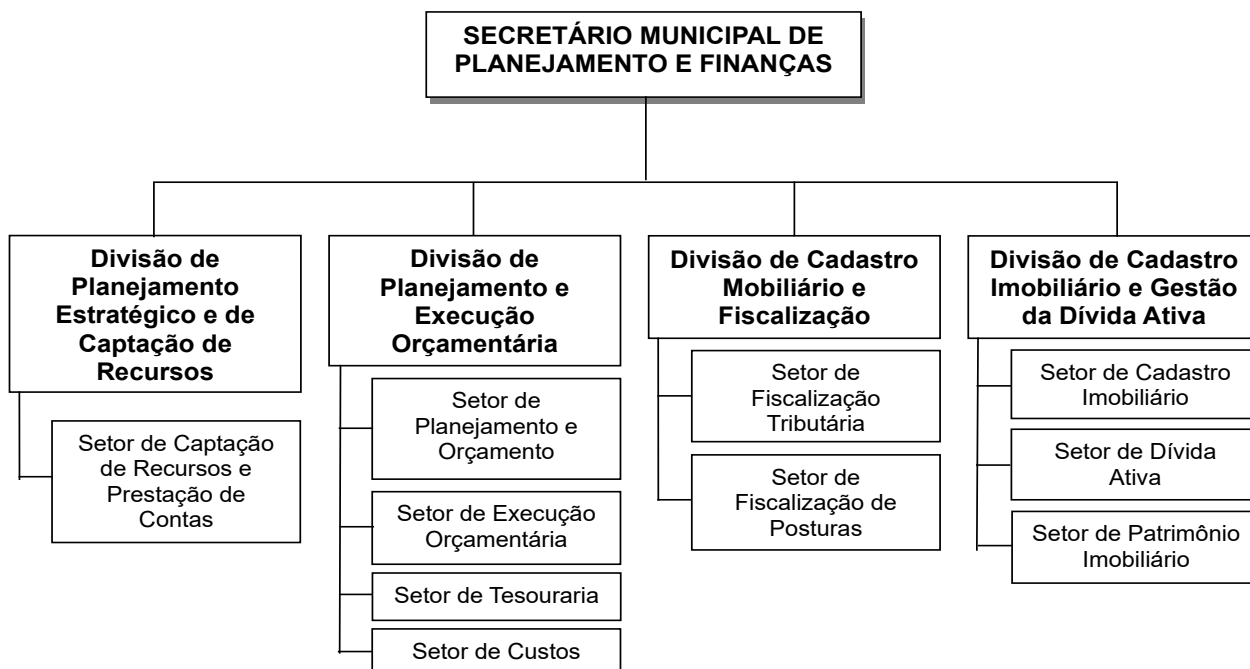 SECRETÁRIO MUNICIPAL DE
PLANEJAMENTO E FINANÇAS
Divisão de
Planejamento
Estratégico e de
Captação de
Recursos
Setor de Captação
de Recursos e
Prestação de
Contas
Divisão de
Planejamento e
Execução
Orçamentária
Setor de
Planejamento e
Orçamento
Setor de Execução
Orçamentária
Setor de Tesouraria
Setor de Custos
Divisão de Cadastro
Mobiliário e
Fiscalização
Setor de
Fiscalização
Tributária
Setor de
Fiscalização de
Posturas
Divisão de Cadastro
Imobiliário e Gestão
da Dívida Ativa
Setor de Cadastro
Imobiliário
Setor de Dívida
Ativa
Setor de Patrimônio
Imobiliário